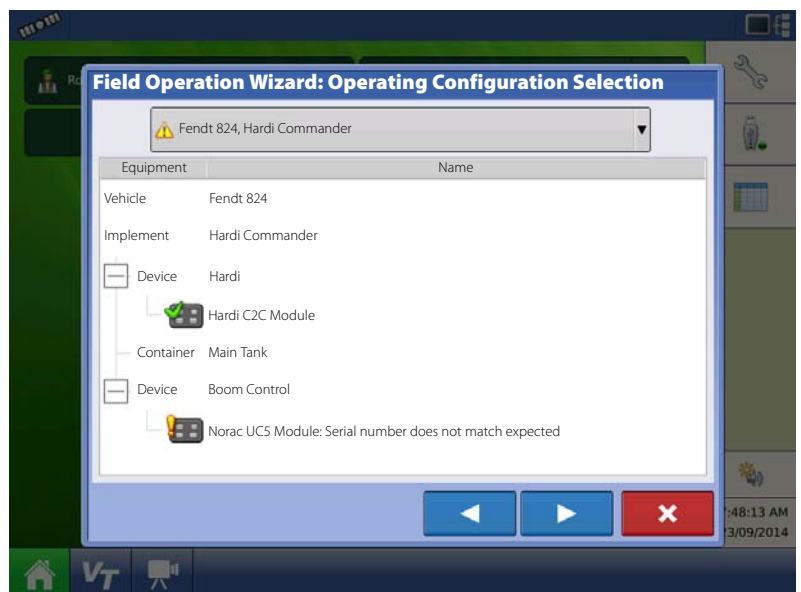 Ro
Field Operation Wizard: Operating Configuration Selection
Fendt 824, Hardi Commander
Equipment Name
Vehicle Fendt 824
Implement Hardi Commander
Device Hardi
Hardi C2C Module
Container Main Tank
Device Boom Control
Norac UC5 Module: Serial number does not match expected
:48:13 AM
3/09/2014
VT